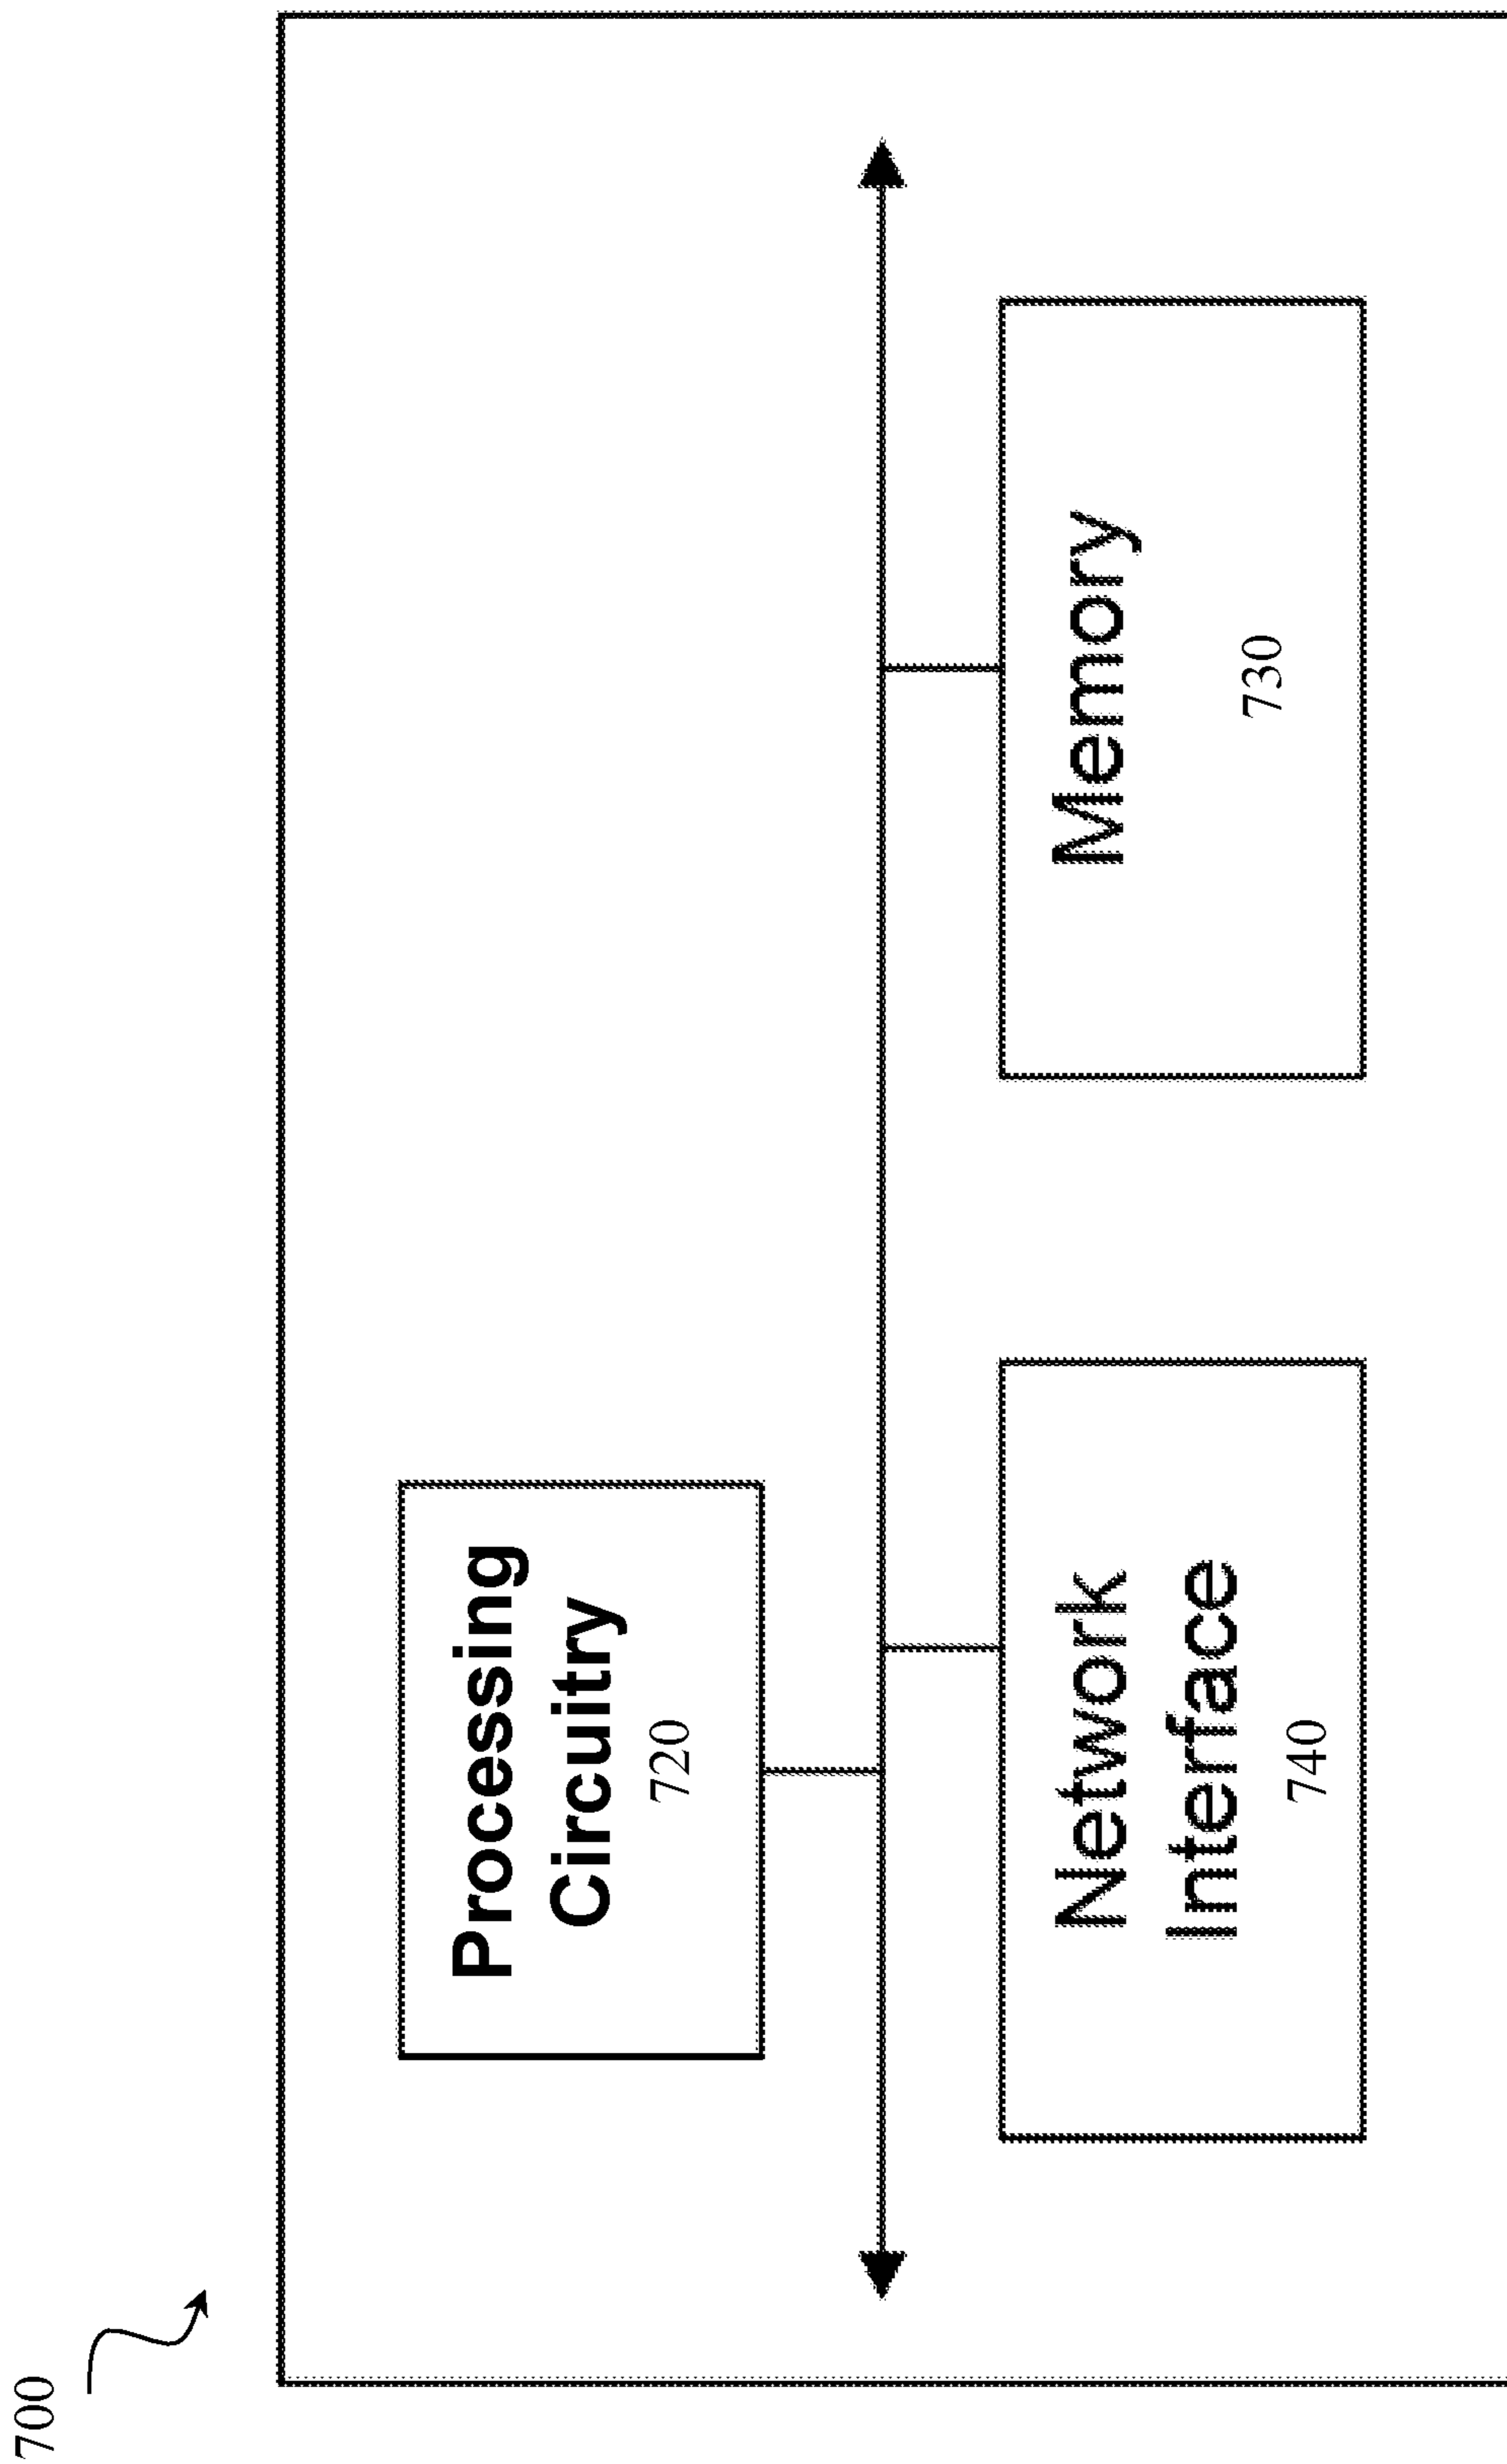 700
Processing
Circuitry
720
Network
Interface
740
Memory
730